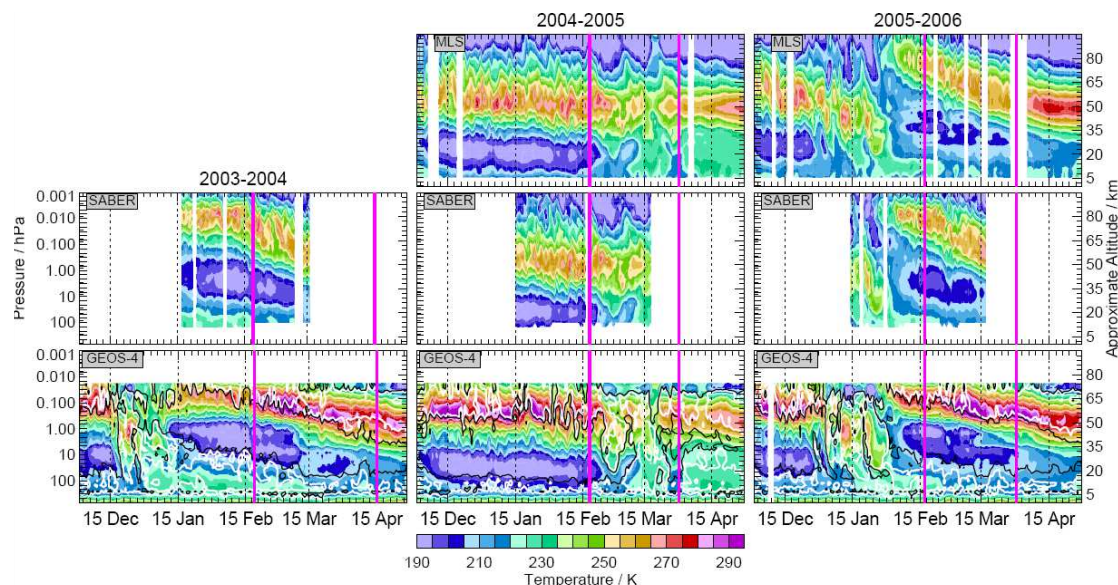 2004-2005
2005-2006
MLS
MLS
80
65
50
35
20
5
2003-2004
SABER
SABER
SABER
0.001
0.010
0.100
1.00
10
100
80
65
50
35
20
5
Pressure / hPa
Approximate Altitude / km
GEOS-4
GEOS-4
GEOS-4
0.001
0.010
0.100
1.00
10
100
80
65
50
35
20
5
15 Dec 15 Jan 15 Feb 15 Mar 15 Apr
15 Dec 15 Jan 15 Feb 15 Mar 15 Apr
15 Dec 15 Jan 15 Feb 15 Mar 15 Apr
190 210 230 250 270 290
Temperature / K